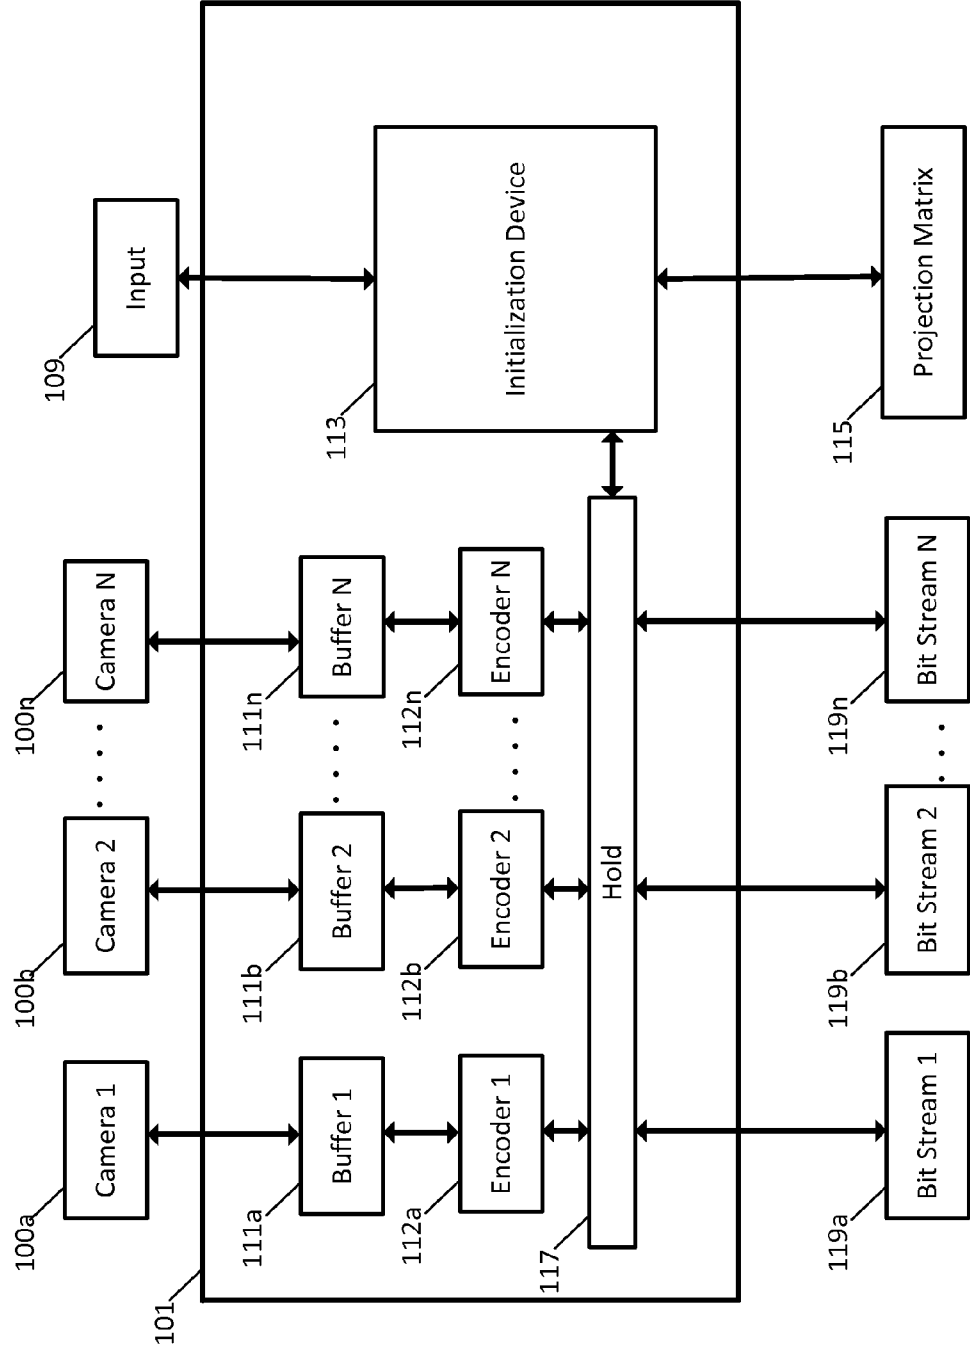 101
100a
Camera 1
100b
Camera 2
100n
Camera N
109
Input
111a
Buffer 1
111b
Buffer 2
111n
Buffer N
113
Initialization Device
112a
Encoder 1
112b
Encoder 2
112n
Encoder N
117
Hold
119a
Bit Stream 1
119b
Bit Stream 2
119n
Bit Stream N
115
Projection Matrix